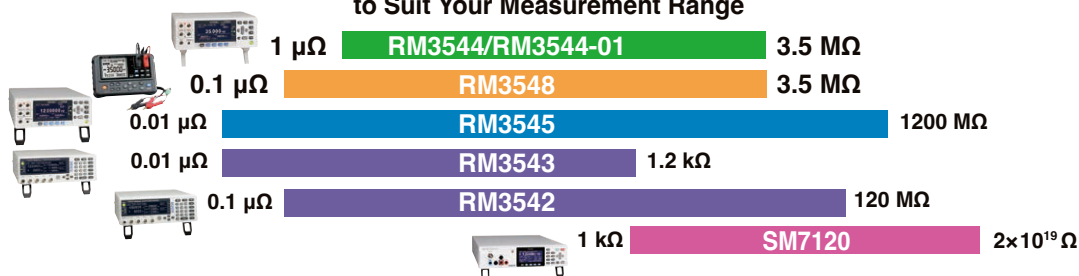 to Suit Your Measurement Range
1 µΩ RM3544/RM3544-01 3.5 MΩ
0.1 µΩ RM3548 3.5 MΩ
0.01 µΩ RM3545 1200 MΩ
0.01 µΩ RM3543 1.2 kΩ
0.1 µΩ RM3542 120 MΩ
1 kΩ SM7120 2×10¹⁹ Ω